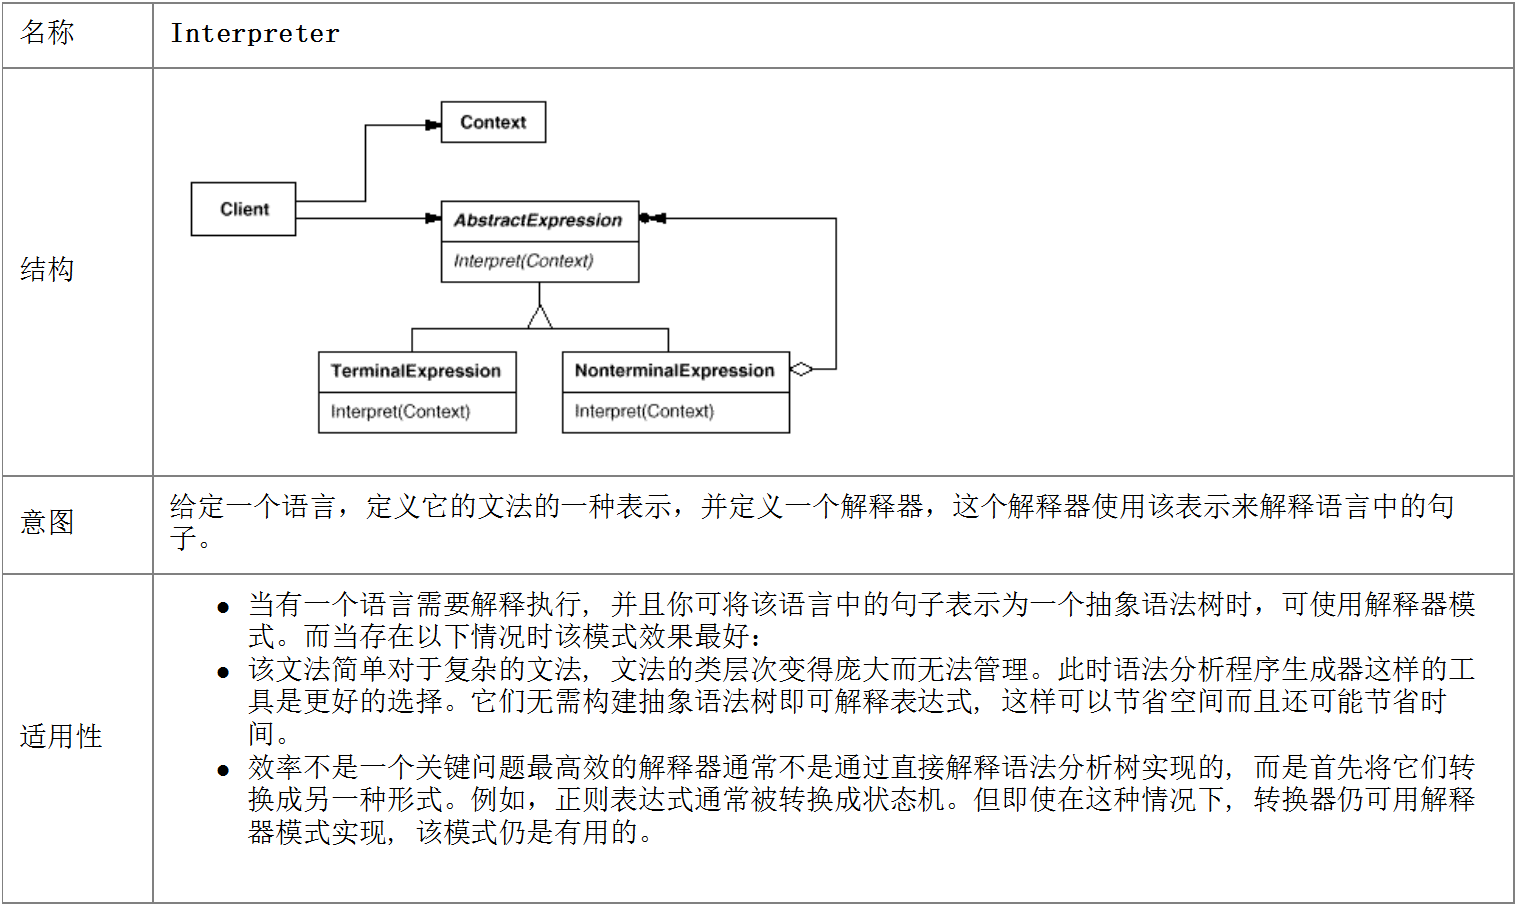 名称
Interpreter
结构
Context
Client
AbstractExpression
Interpret(Context)
TerminalExpression
NonterminalExpression
Interpret(Context)
Interpret(Context)
意图
给定一个语言，定义它的文法的一种表示，并定义一个解释器，这个解释器使用该表示来解释语言中的句
子。
适用性
● 当有一个语言需要解释执行, 并且你可将该语言中的句子表示为一个抽象语法树时，可使用解释器模
式。而当存在以下情况时该模式效果最好：
● 该文法简单对于复杂的文法, 文法的类层次变得庞大而无法管理。此时语法分析程序生成器这样的工
具是更好的选择。它们无需构建抽象语法树即可解释表达式, 这样可以节省空间而且还可能节省时
间。
● 效率不是一个关键问题最高效的解释器通常不是通过直接解释语法分析树实现的, 而是首先将它们转
换成另一种形式。例如，正则表达式通常被转换成状态机。但即使在这种情况下, 转换器仍可用解释
器模式实现, 该模式仍是有用的。